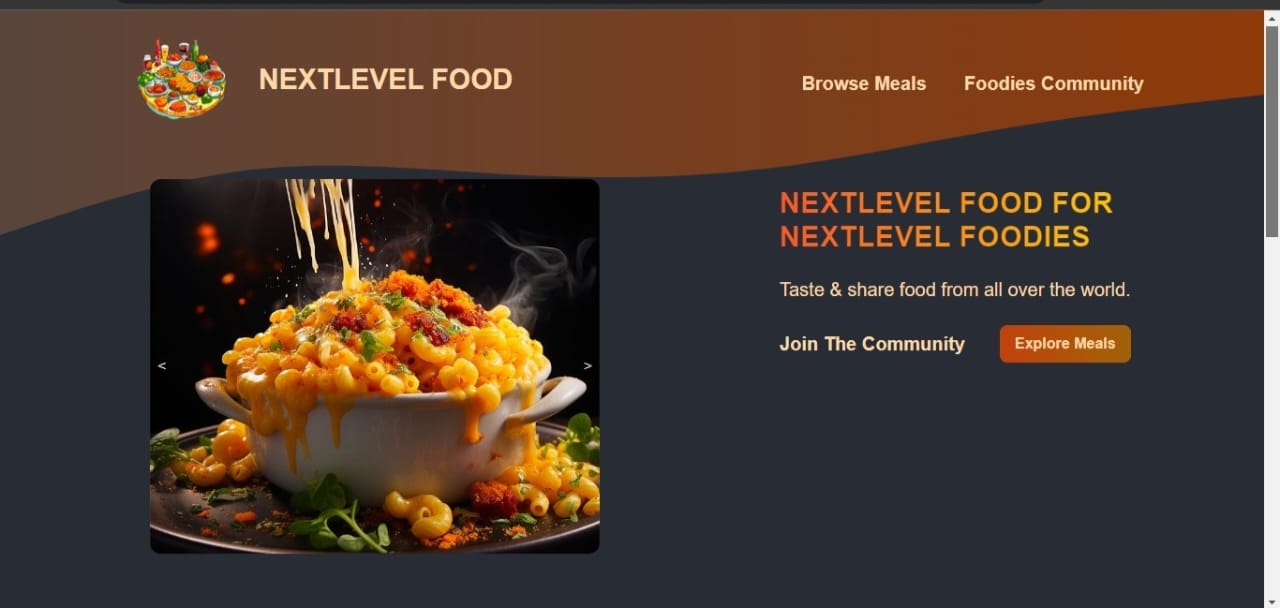 NEXTLEVEL FOOD
Browse Meals
Foodies Community
NEXTLEVEL FOOD FOR
NEXTLEVEL FOODIES
Taste & share food from all over the world.
Join The Community
Explore Meals
<
>